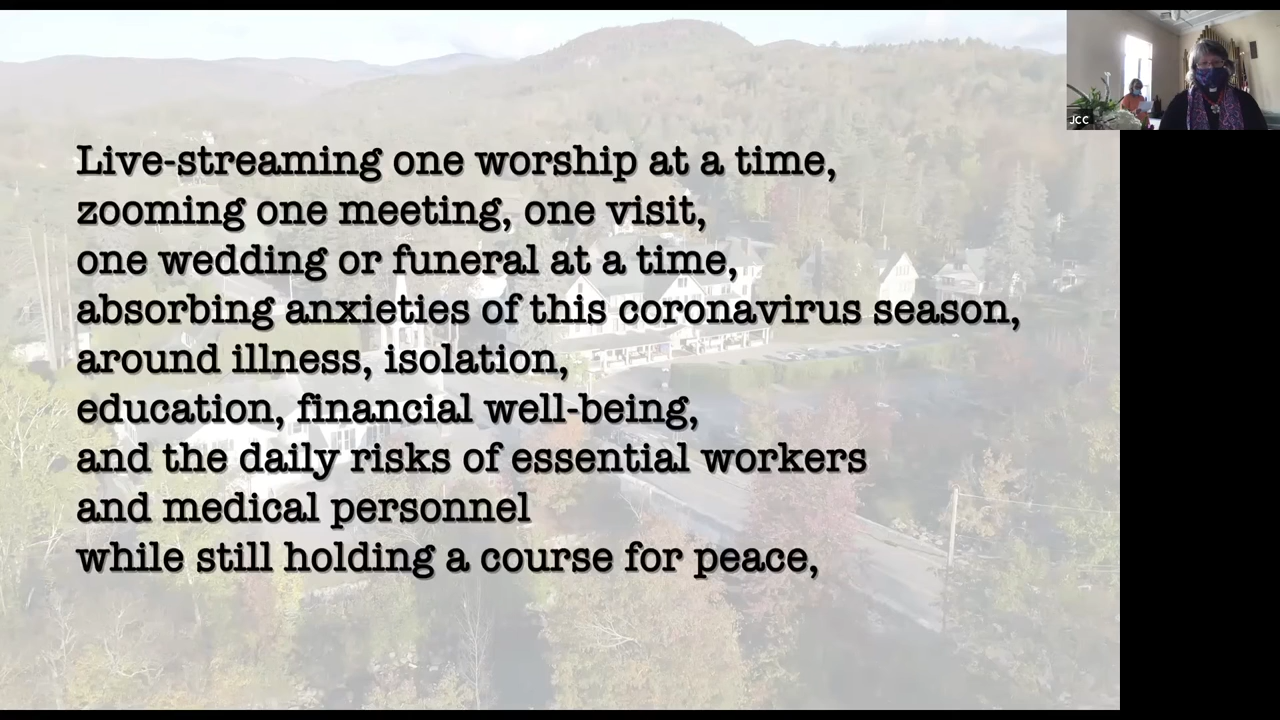 Live-streaming one worship at a time,
zooming one meeting, one visit,
one wedding or funeral at a time,
absorbing anxieties of this coronavirus season,
around illness, isolation,
education, financial well-being,
and the daily risks of essential workers
and medical personnel
while still holding a course for peace,
JCC